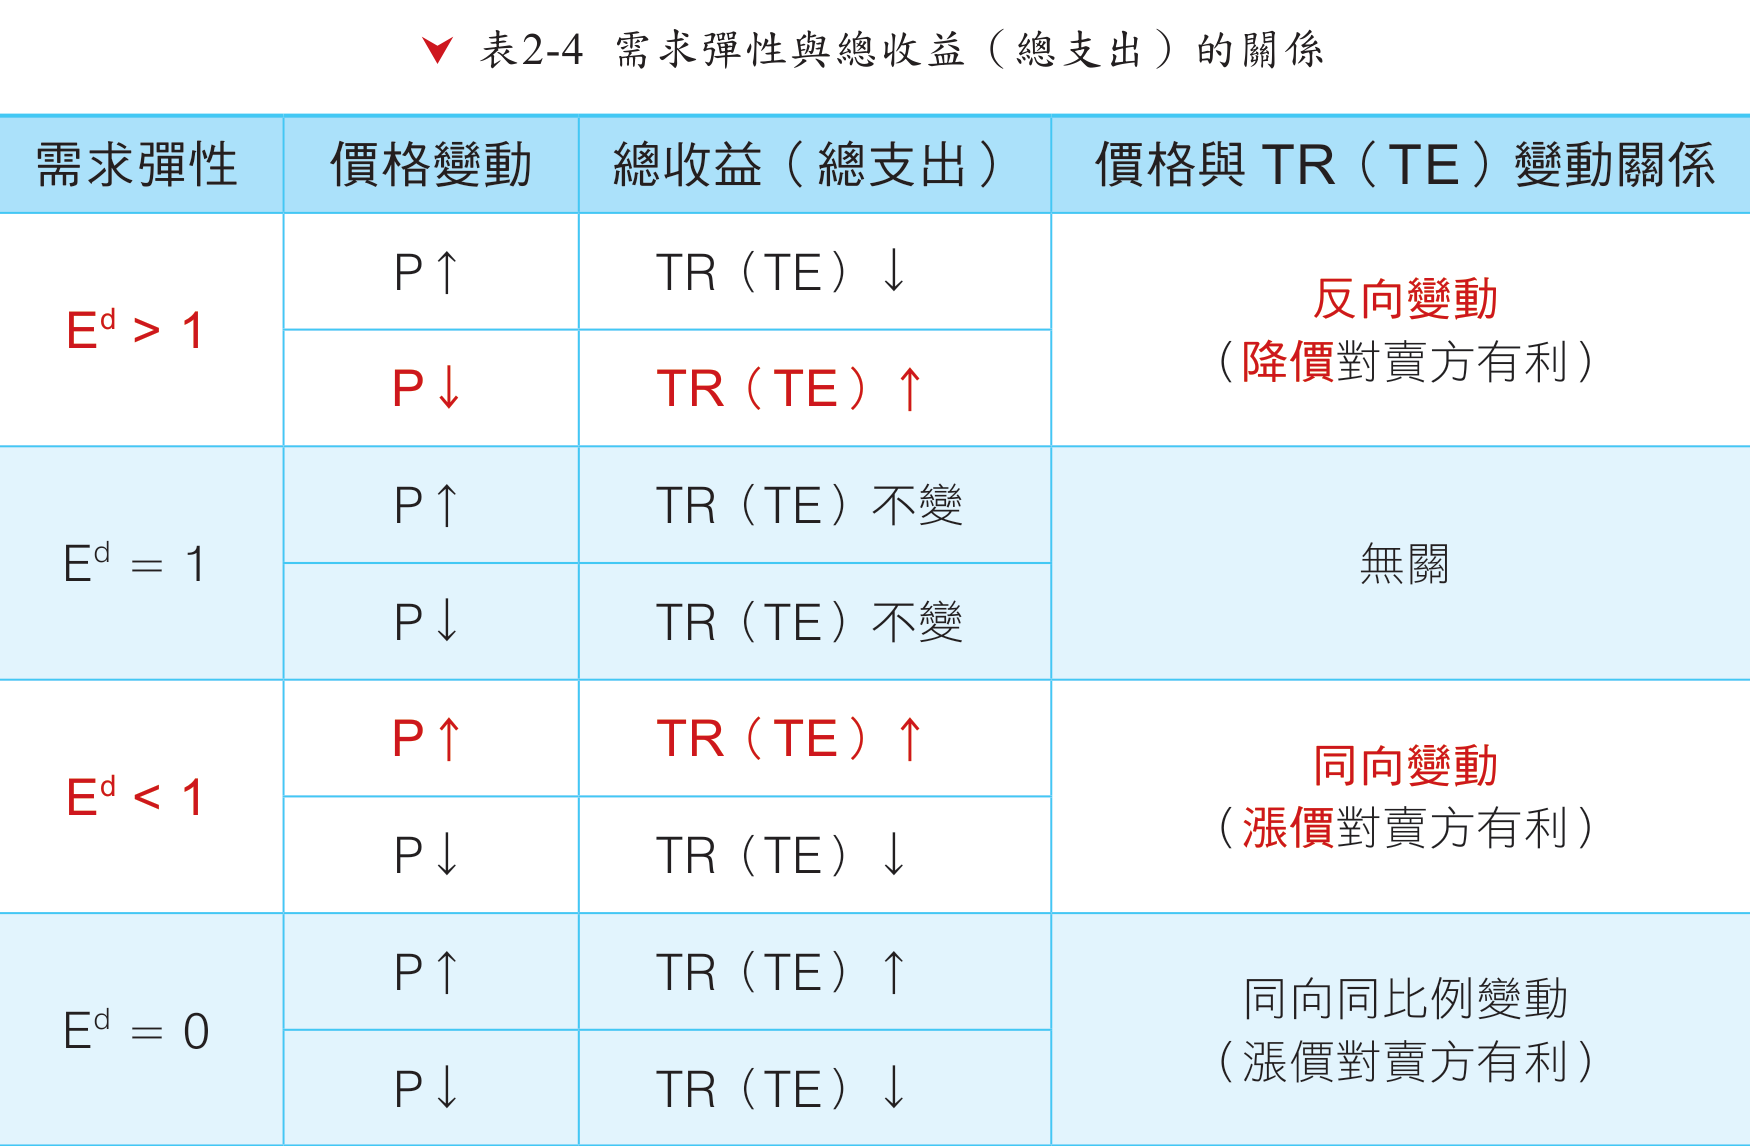 表2-4 需求彈性與總收益（總支出）的關係
需求彈性 價格變動 總收益（總支出） 價格與 TR（TE）變動關係
Eᵈ > 1
P↑ TR（TE）↓
P↓ TR（TE）↑
反向變動
（降價對賣方有利）
Eᵈ = 1
P↑ TR（TE）不變
P↓ TR（TE）不變
無關
Eᵈ < 1
P↑ TR（TE）↑
P↓ TR（TE）↓
同向變動
（漲價對賣方有利）
Eᵈ = 0
P↑ TR（TE）↑
P↓ TR（TE）↓
同向同比例變動
（漲價對賣方有利）